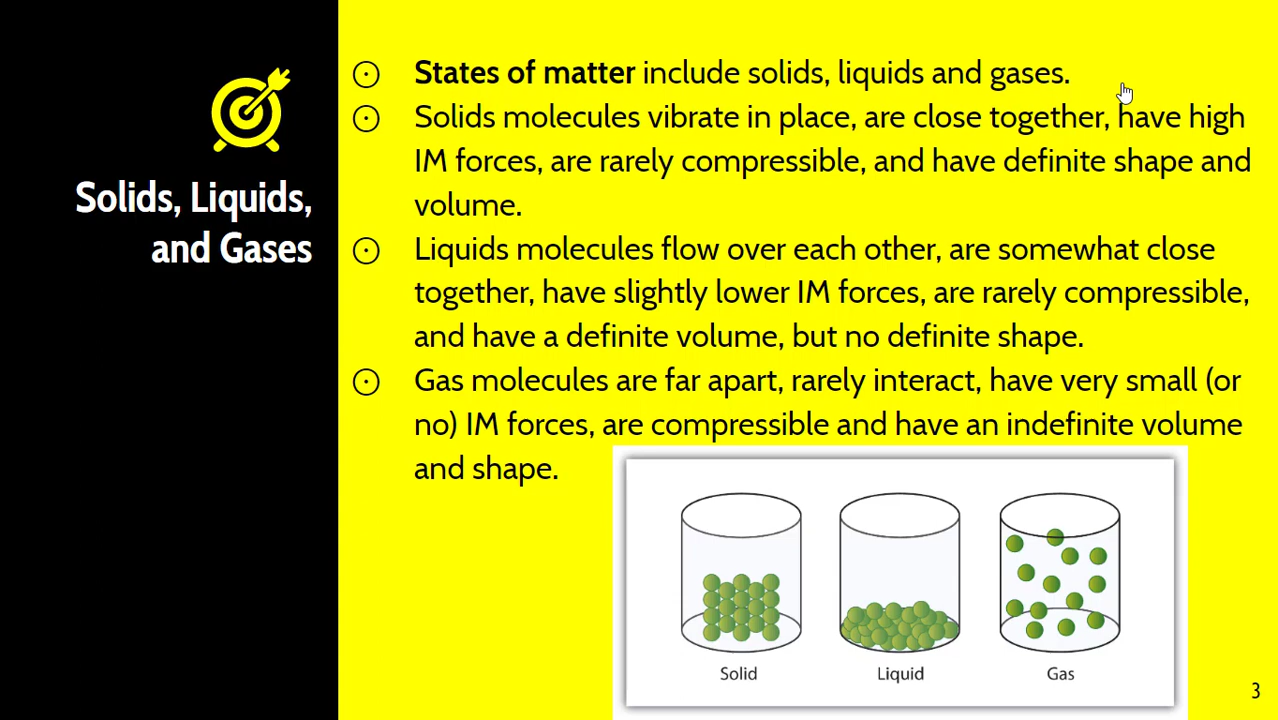 Solids, Liquids,
and Gases
States of matter include solids, liquids and gases.
Solids molecules vibrate in place, are close together, have high
IM forces, are rarely compressible, and have definite shape and
volume.
Liquids molecules flow over each other, are somewhat close
together, have slightly lower IM forces, are rarely compressible,
and have a definite volume, but no definite shape.
Gas molecules are far apart, rarely interact, have very small (or
no) IM forces, are compressible and have an indefinite volume
and shape.
Solid
Liquid
Gas
3